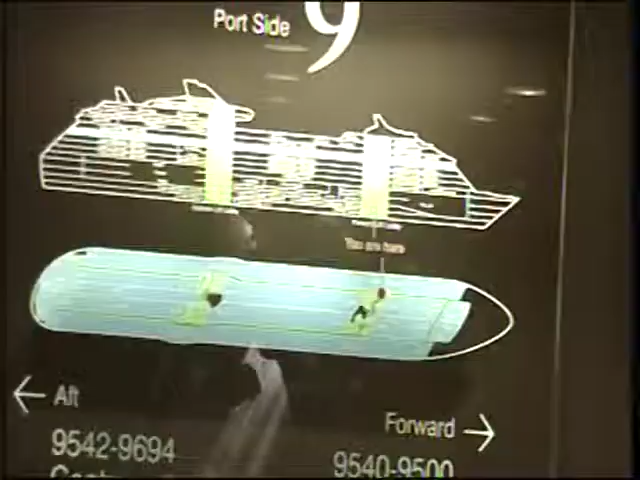 Port Side
9
You are here
← Aft
Forward →
9542-9694
9540-9500